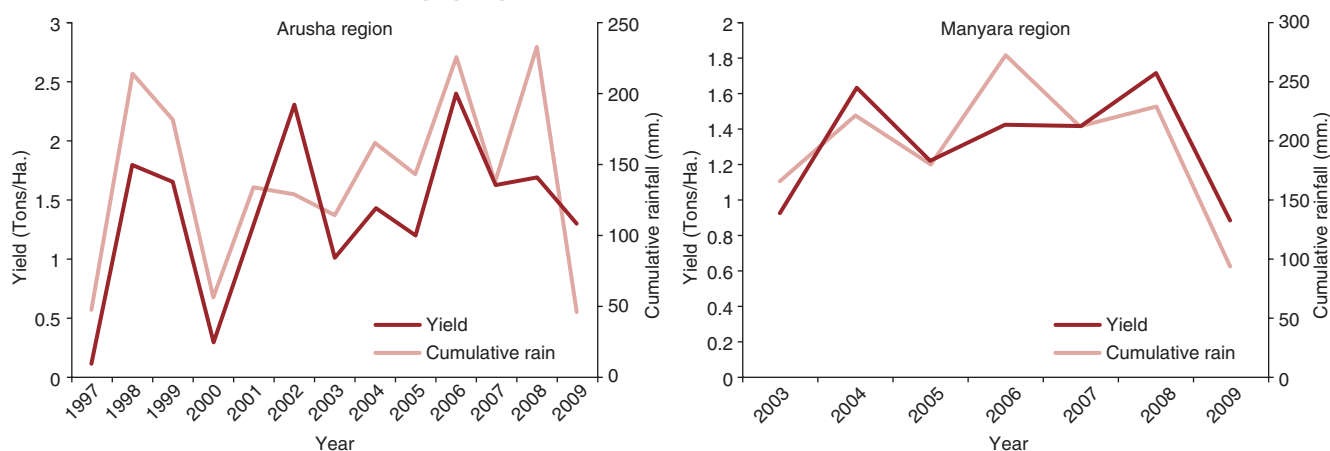 Arusha region
Yield (Tons/Ha.)
3
2.5
2
1.5
1
0.5
0
250
200
150
100
50
0
Cumulative rainfall (mm.)
Yield
Cumulative rain
1997 1998 1999 2000 2001 2002 2003 2004 2005 2006 2007 2008 2009
Year
Manyara region
Yield (Tons/Ha.)
2
1.8
1.6
1.4
1.2
1
0.8
0.6
0.4
0.2
0
300
250
200
150
100
50
0
Cumulative rainfall (mm.)
Yield
Cumulative rain
2003 2004 2005 2006 2007 2008 2009
Year